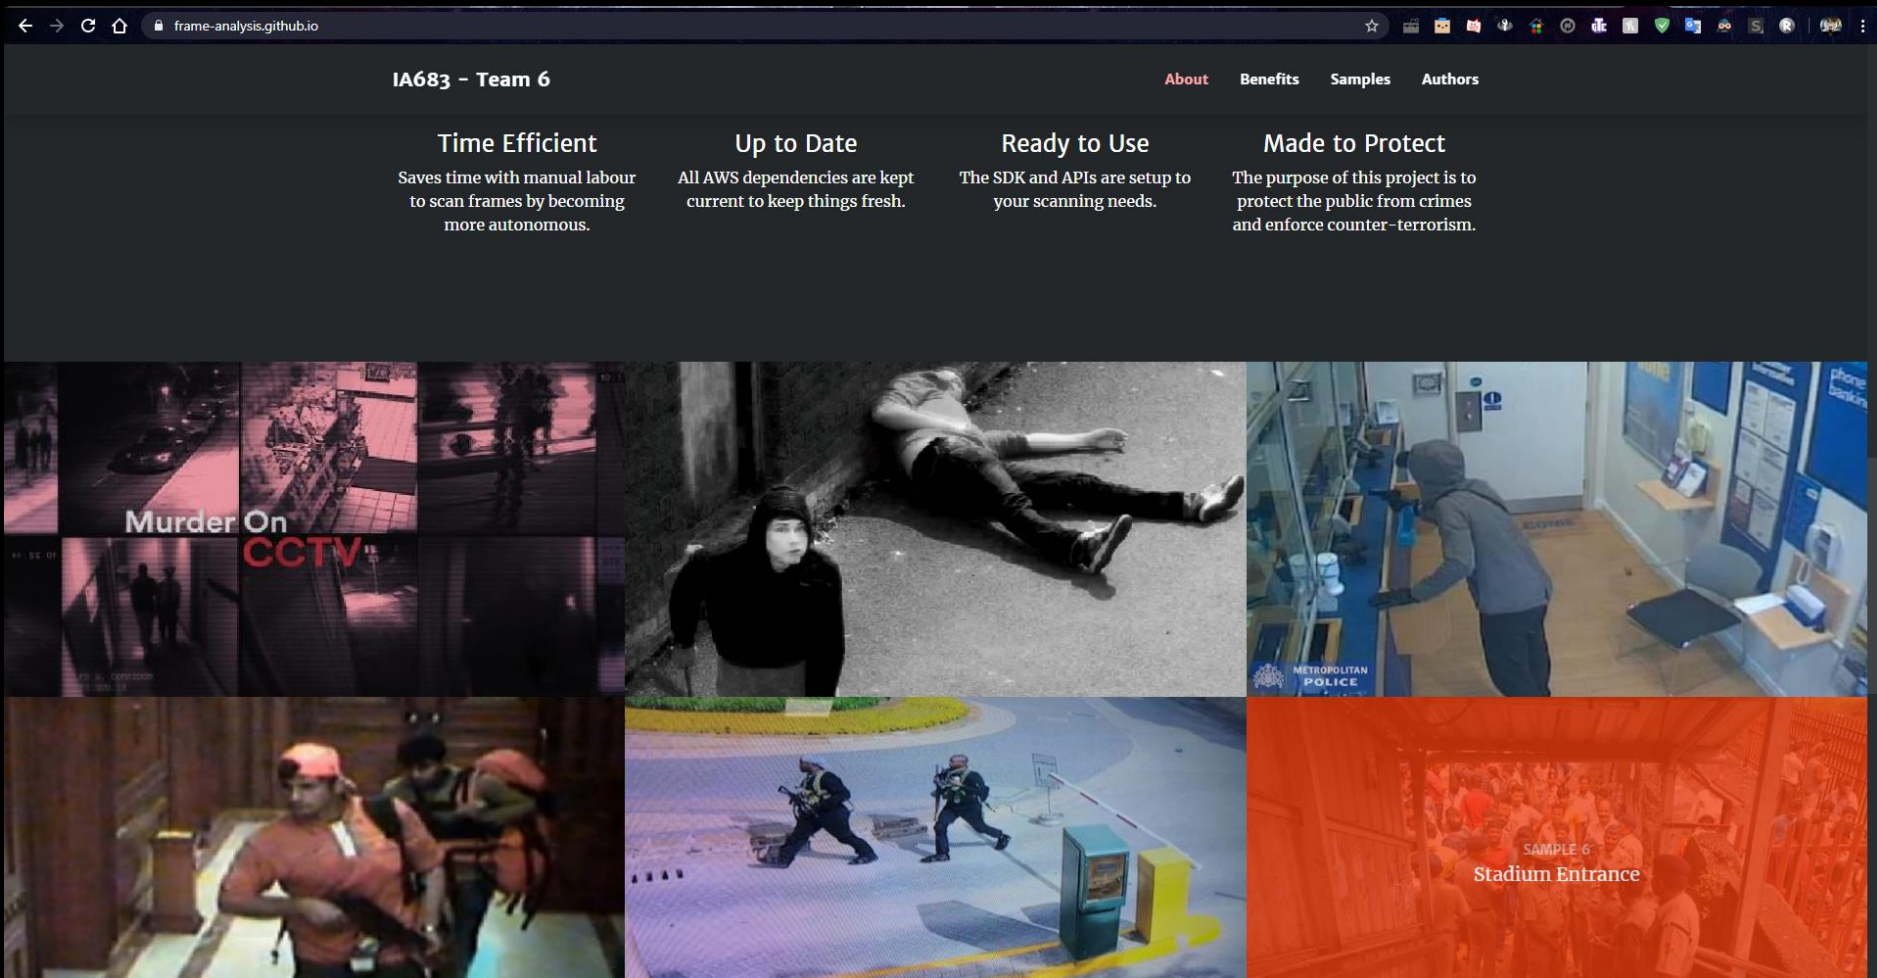 frame-analysis.github.io
IA683 - Team 6
About
Benefits
Samples
Authors
Time Efficient
Saves time with manual labour
to scan frames by becoming
more autonomous.
Up to Date
All AWS dependencies are kept
current to keep things fresh.
Ready to Use
The SDK and APIs are setup to
your scanning needs.
Made to Protect
The purpose of this project is to
protect the public from crimes
and enforce counter-terrorism.
Murder On
CCTV
phone
METROPOLITAN
POLICE
SAMPLE 6
Stadium Entrance